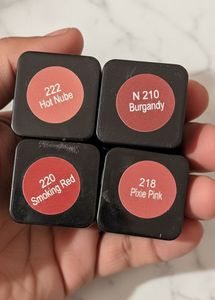 222
Hot Nube
N 210
Burgandy
220
Smoking Red
218
Pixie Pink